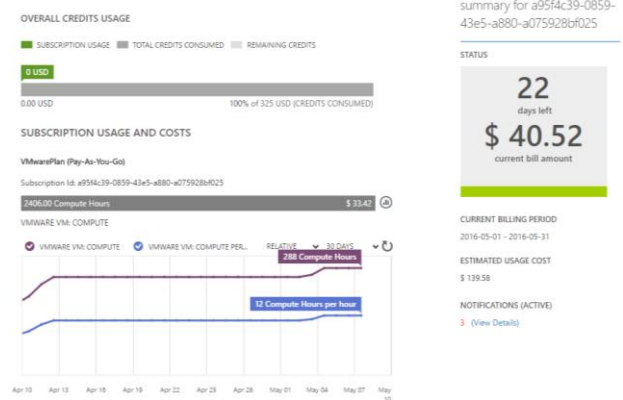 OVERALL CREDITS USAGE
SUBSCRIPTION USAGE TOTAL CREDITS CONSUMED REMAINING CREDITS
0 USD
0.00 USD 100% of 325 USD (CREDITS CONSUMED)
SUBSCRIPTION USAGE AND COSTS
VMwarePlan (Pay-As-You-Go)
Subscription Id: a95f4c39-0859-43e5-a880-a075928bf025
2406.00 Compute Hours $ 33.42
VMWARE VM: COMPUTE
VMWARE VM: COMPUTE VMWARE VM: COMPUTE PER... RELATIVE 30 DAYS
288 Compute Hours
12 Compute Hours per hour
Apr 10 Apr 13 Apr 16 Apr 19 Apr 22 Apr 25 Apr 28 May 01 May 04 May 07 May
10
summary for a95f4c39-0859-
43e5-a880-a075928bf025
STATUS
22
days left
$ 40.52
current bill amount
CURRENT BILLING PERIOD
2016-05-01 - 2016-05-31
ESTIMATED USAGE COST
$ 139.58
NOTIFICATIONS (ACTIVE)
3 (View Details)